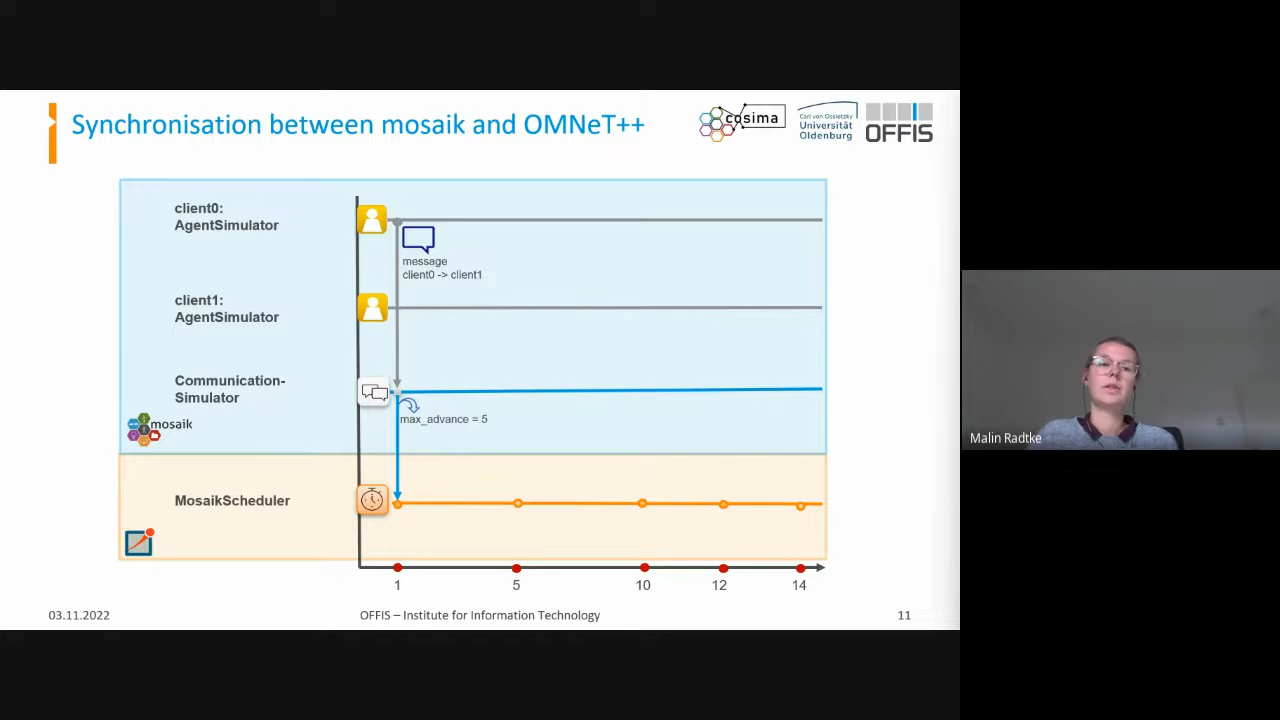 Synchronisation between mosaik and OMNeT++
cosima
Carl von Ossietzky
Universität
Oldenburg
OFFIS
client0:
AgentSimulator
message
client0 -> client1
client1:
AgentSimulator
Communication-
Simulator
max_advance = 5
mosaik
MosaikScheduler
1
5
10
12
14
03.11.2022
OFFIS – Institute for Information Technology
11
Malin Radtke